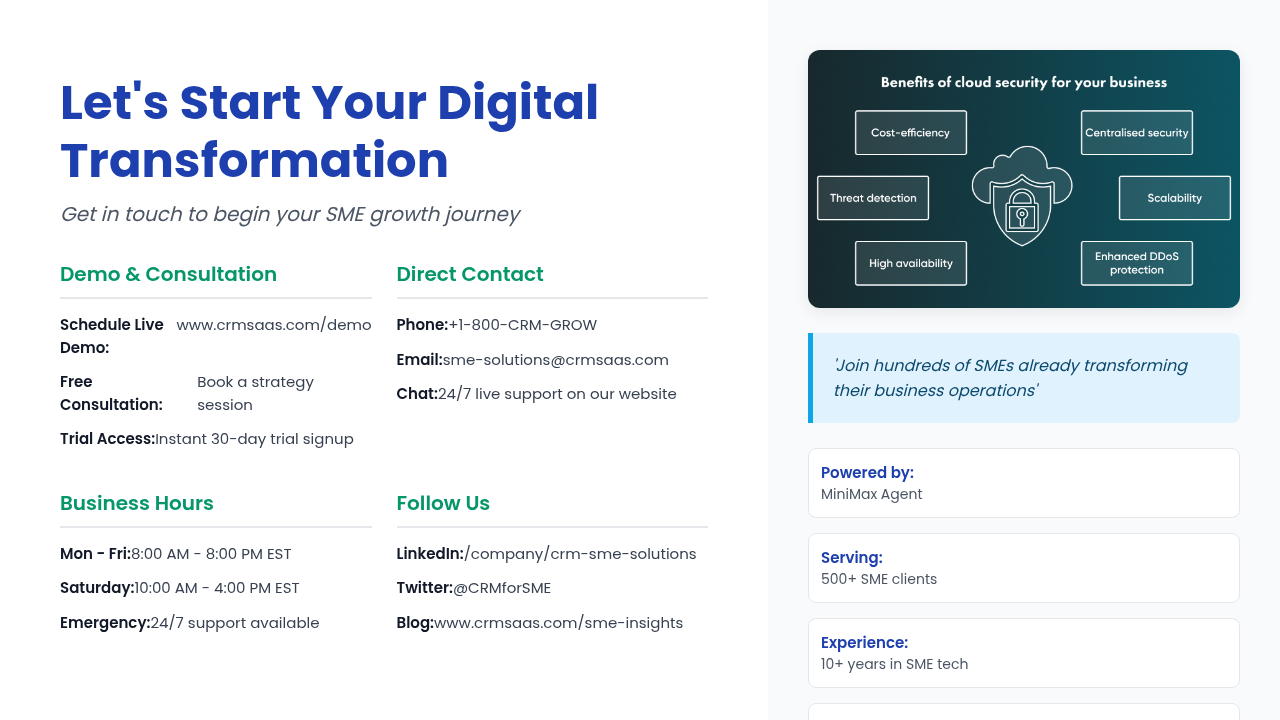 Let's Start Your Digital
Transformation
Get in touch to begin your SME growth journey
Demo & Consultation
Schedule Live Demo: www.crmsaas.com/demo
Free Consultation: Book a strategy session
Trial Access:Instant 30-day trial signup
Direct Contact
Phone:+1-800-CRM-GROW
Email:sme-solutions@crmsaas.com
Chat:24/7 live support on our website
Business Hours
Mon - Fri:8:00 AM - 8:00 PM EST
Saturday:10:00 AM - 4:00 PM EST
Emergency:24/7 support available
Follow Us
LinkedIn:/company/crm-sme-solutions
Twitter:@CRMforSME
Blog:www.crmsaas.com/sme-insights
Benefits of cloud security for your business
Cost-efficiency
Centralised security
Threat detection
Scalability
High availability
Enhanced DDoS
protection
'Join hundreds of SMEs already transforming
their business operations'
Powered by:
MiniMax Agent
Serving:
500+ SME clients
Experience:
10+ years in SME tech